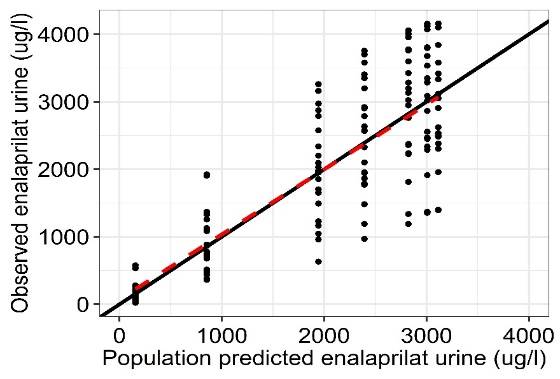 Observed enalaprilat urine (ug/l)
4000
3000
2000
1000
0
0 1000 2000 3000 4000
Population predicted enalaprilat urine (ug/l)